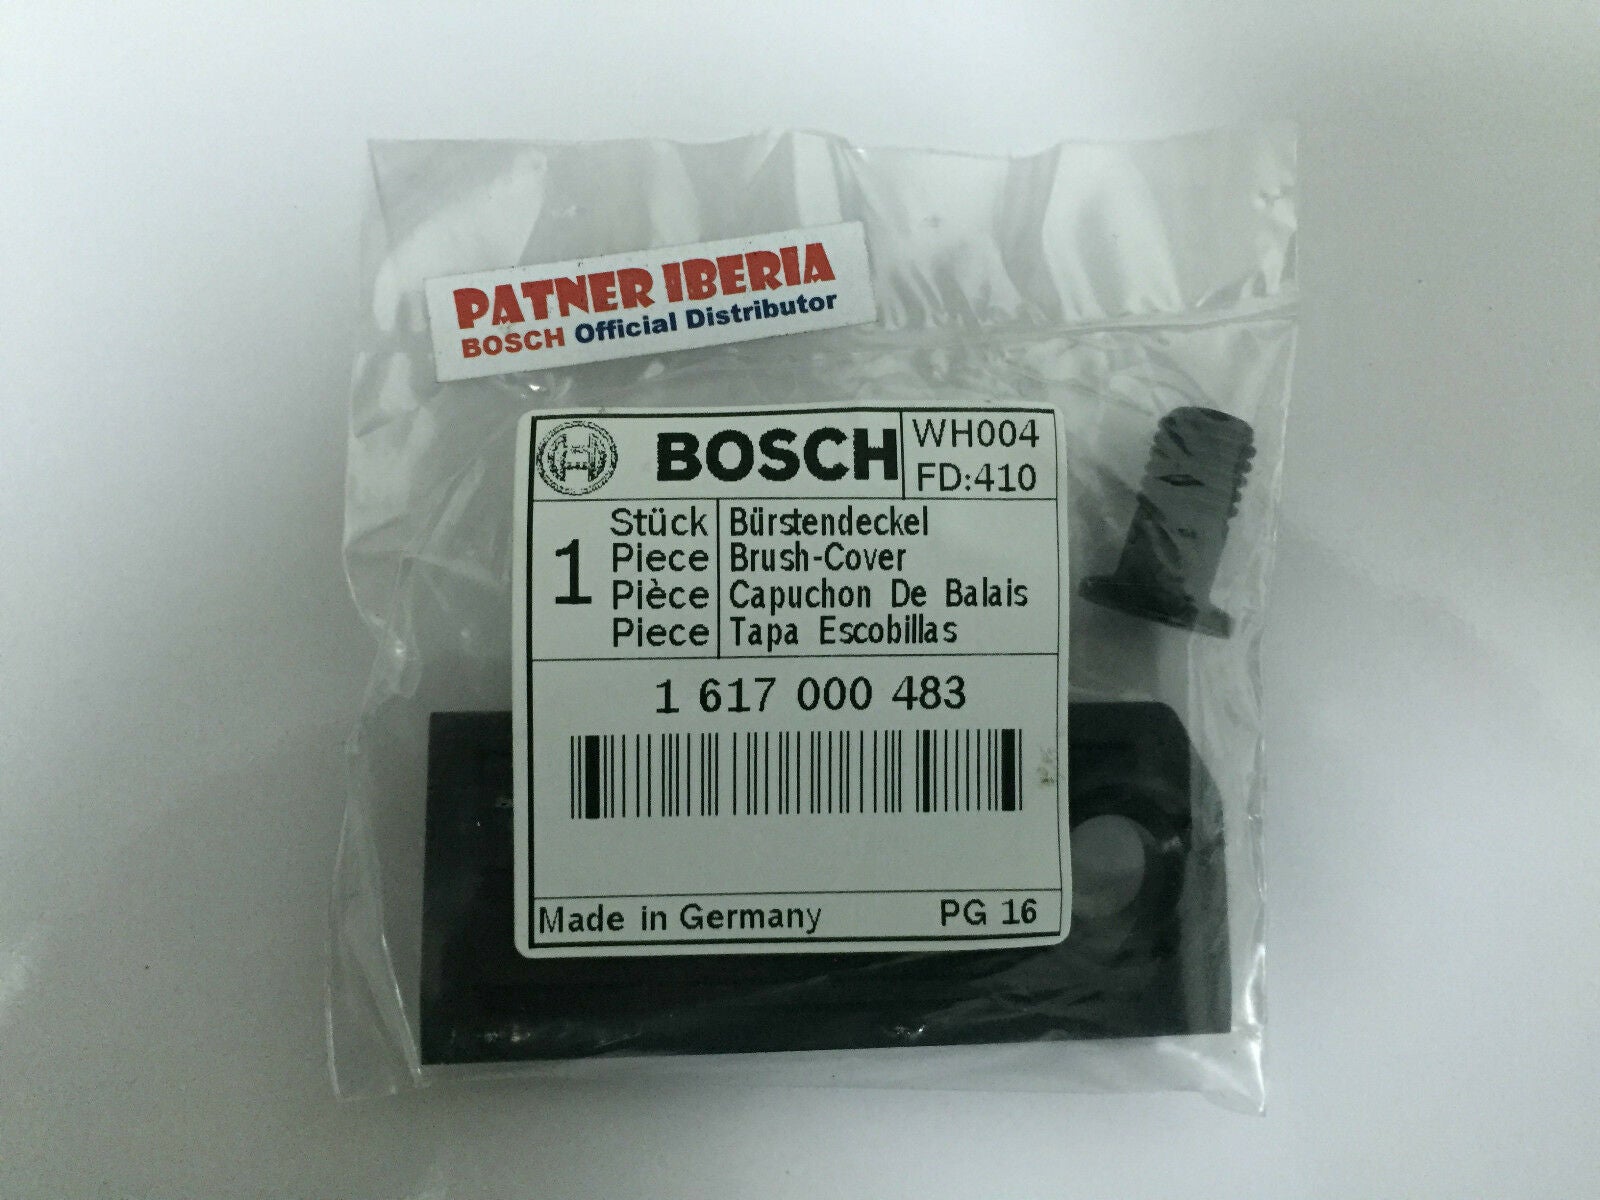 PATNER IBERIA
BOSCH Official Distributor
BOSCH
WH004
FD:410
1
Stück
Piece
Pièce
Piece
Bürstendeckel
Brush-Cover
Capuchon De Balais
Tapa Escobillas
1 617 000 483
Made in Germany
PG 16